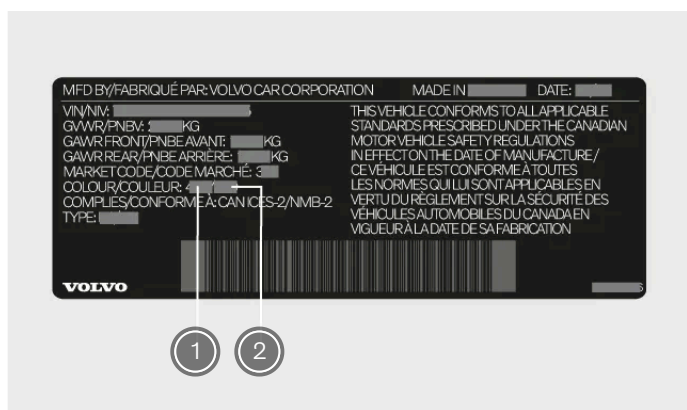 MFD BY/FABRIQUÉ PAR: VOLVO CAR CORPORATION MADE IN DATE:
VIN/NIV:
GVWR/PNBV: KG
GAWR FRONT/PNBE AVANT: KG
GAWR REAR/PNBE ARRIÈRE: KG
MARKET CODE/CODE MARCHÉ: 3
COLOUR/COULEUR: 4
COMPLIES/CONFORME À: CAN ICES-2/NMB-2
TYPE:
THIS VEHICLE CONFORMS TO ALL APPLICABLE
STANDARDS PRESCRIBED UNDER THE CANADIAN
MOTOR VEHICLE SAFETY REGULATIONS
IN EFFECT ON THE DATE OF MANUFACTURE /
CE VÉHICULE EST CONFORME À TOUTES
LES NORMES QUI LUI SONT APPLICABLES EN
VERTU DU RÈGLEMENT SUR LA SÉCURITÉ DES
VÉHICULES AUTOMOBILES DU CANADA EN
VIGUEUR À LA DATE DE SA FABRICATION
VOLVO
1
2